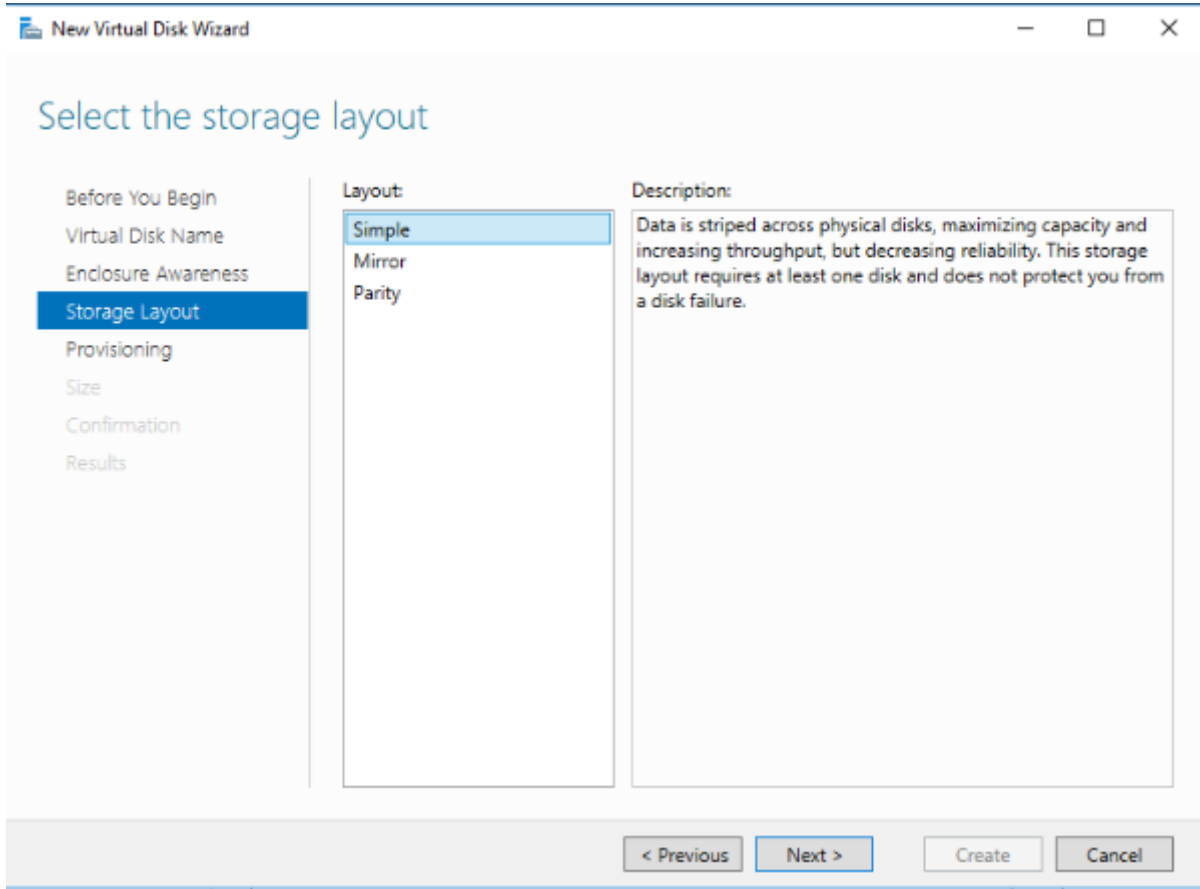 New Virtual Disk Wizard
Select the storage layout
Before You Begin
Virtual Disk Name
Enclosure Awareness
Storage Layout
Provisioning
Size
Confirmation
Results
Layout:
Simple
Mirror
Parity
Description:
Data is striped across physical disks, maximizing capacity and
increasing throughput, but decreasing reliability. This storage
layout requires at least one disk and does not protect you from
a disk failure.
< Previous
Next >
Create
Cancel